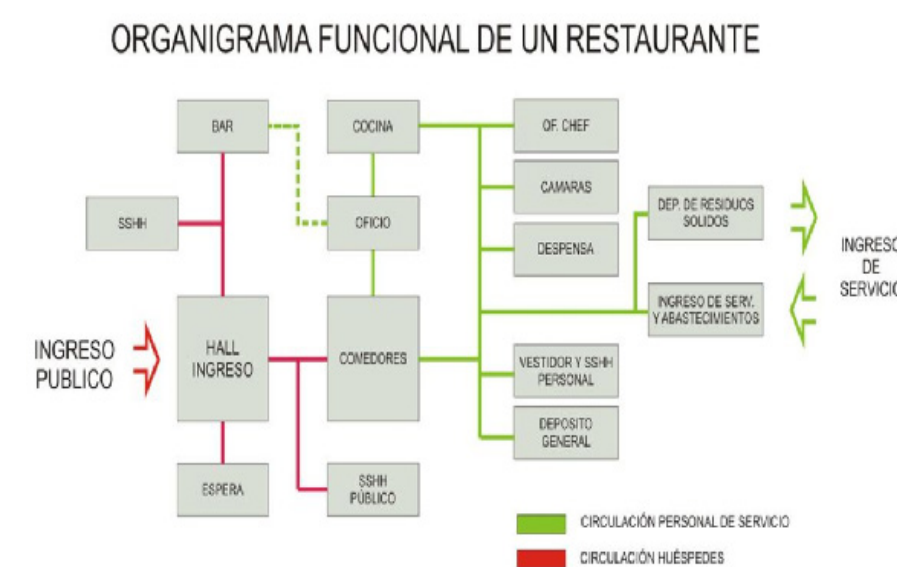 ORGANIGRAMA FUNCIONAL DE UN RESTAURANTE
BAR
COCINA
OF. CHEF
CAMARAS
SSHH
OFICIO
DESPENSA
DEP. DE RESIDUOS
SOLIDOS
INGRESO
DE
SERVICIO
INGRESO DE SERV.
Y ABASTECIMIENTOS
INGRESO
PUBLICO
HALL
INGRESO
COMEDORES
VESTIDOR Y SSHH
PERSONAL
DEPOSITO
GENERAL
ESPERA
SSHH
PÚBLICO
CIRCULACIÓN PERSONAL DE SERVICIO
CIRCULACIÓN HUÉSPEDES